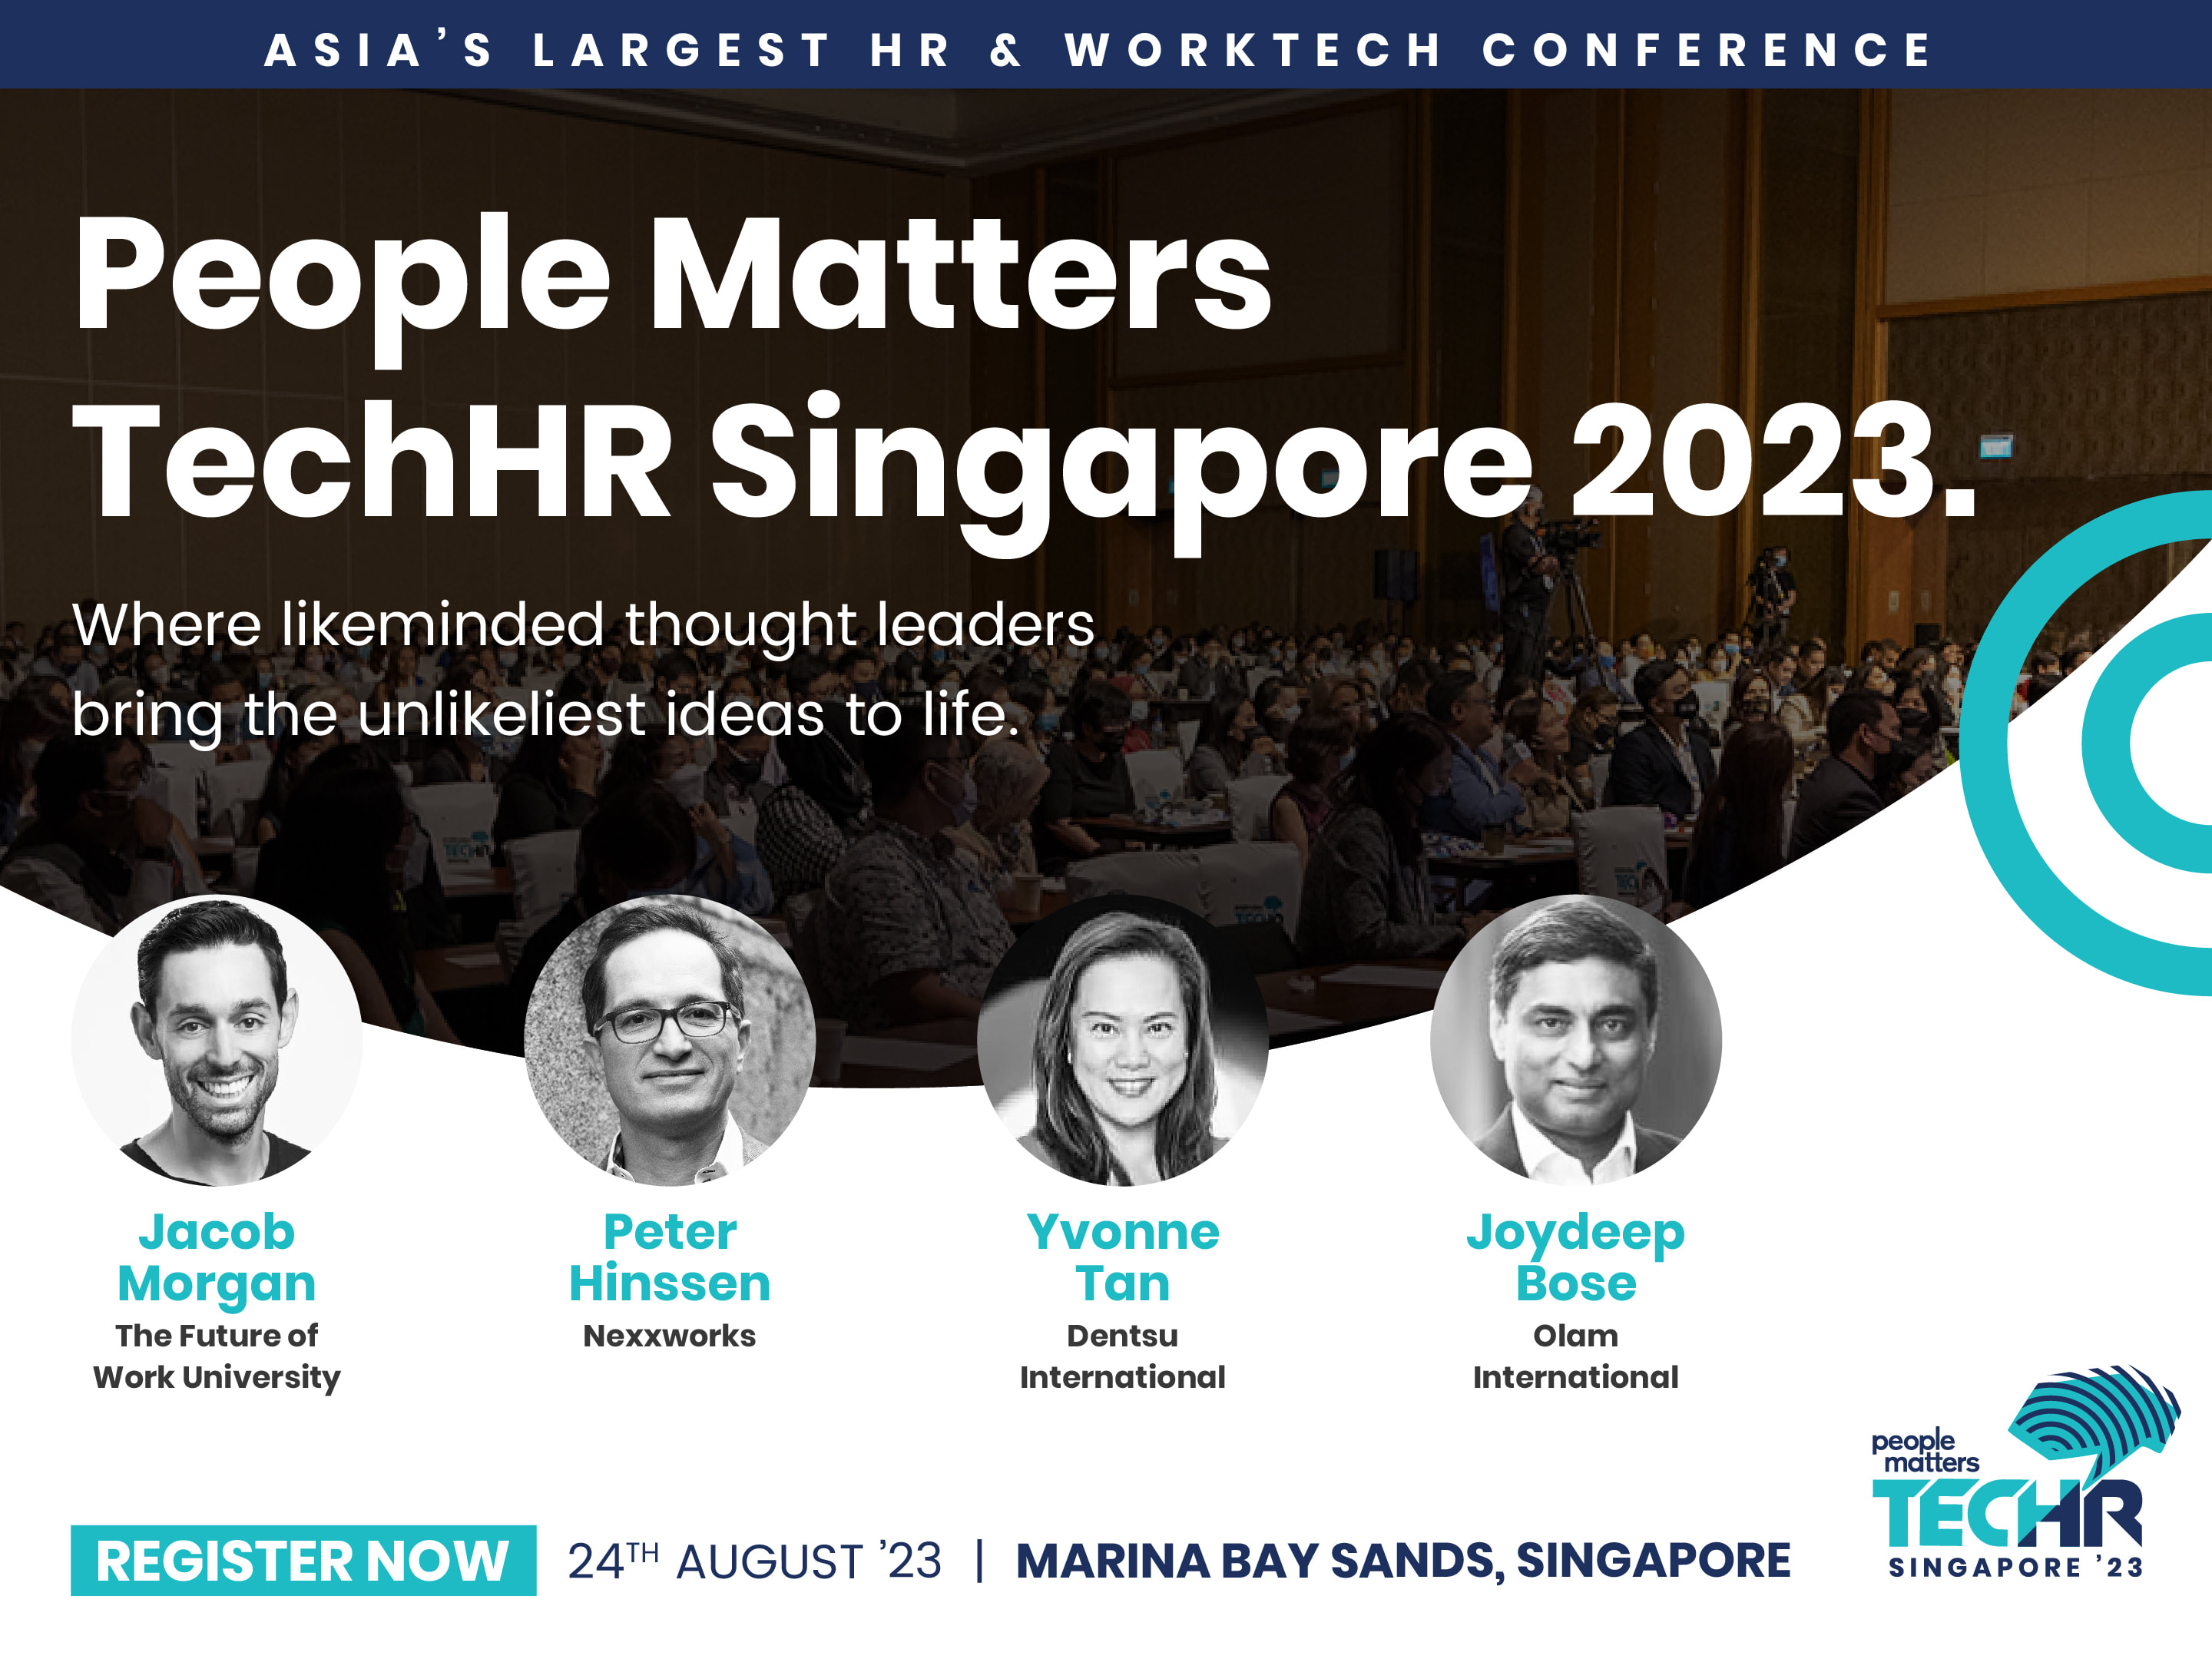 ASIA’S LARGEST HR & WORKTECH CONFERENCE
People Matters
TechHR Singapore 2023.
Where likeminded thought leaders
bring the unlikeliest ideas to life.
Jacob
Morgan
The Future of
Work University
Peter
Hinssen
Nexxworks
Yvonne
Tan
Dentsu
International
Joydeep
Bose
Olam
International
REGISTER NOW
24TH AUGUST ’23 | MARINA BAY SANDS, SINGAPORE
people
matters
TECHR
SINGAPORE ’23